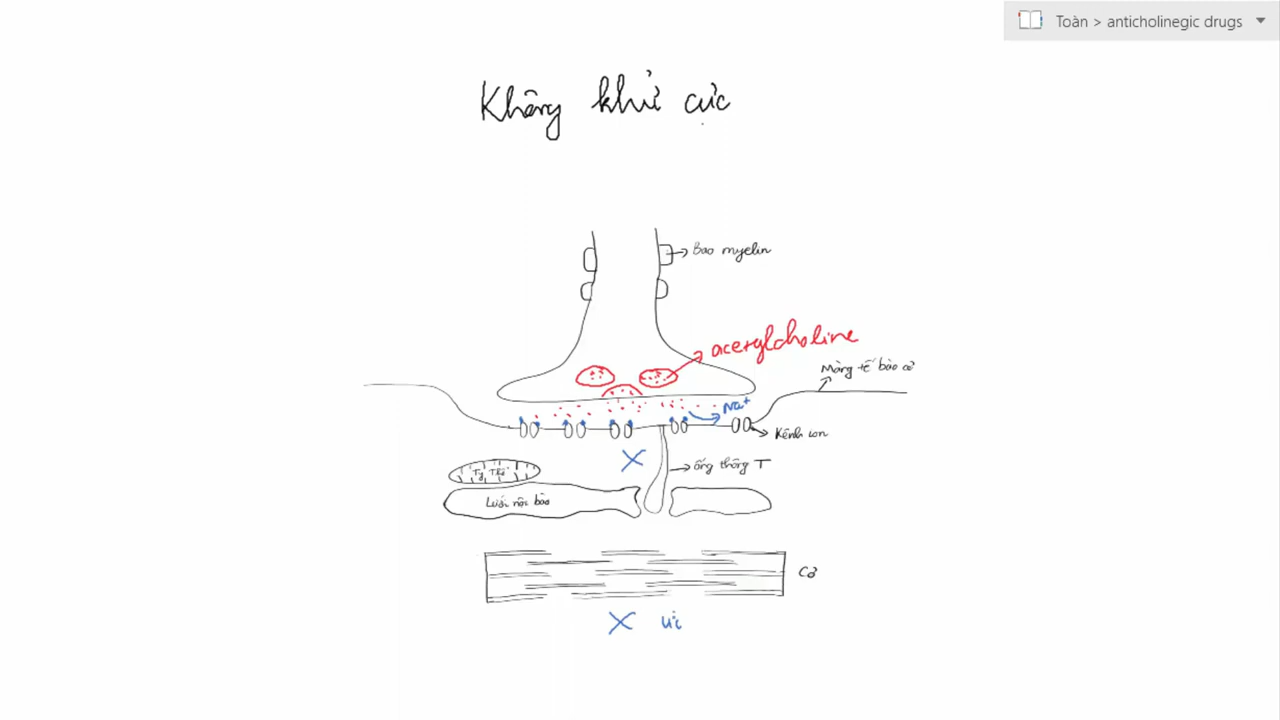 Toàn > anticholinegic drugs
Không khử cực
Bao myelin
acetylcholine
Màng tế bào cơ
Na+
Kênh ion
ống thông T
Ty Thể
Lưới nội bào
Cơ
X
X ức